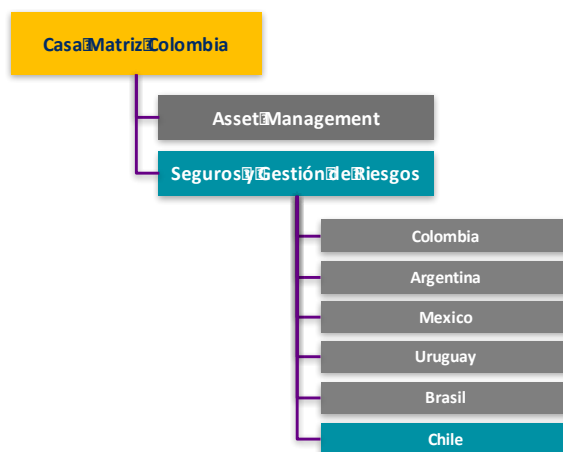 Casa Matriz Colombia
Asset Management
Seguros y Gestión de Riesgos
Colombia
Argentina
Mexico
Uruguay
Brasil
Chile